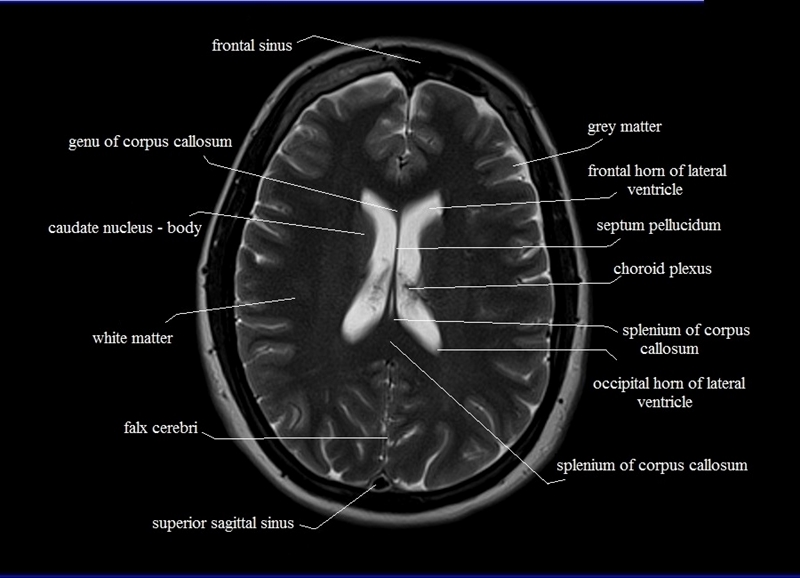 frontal sinus
genu of corpus callosum
caudate nucleus - body
white matter
falx cerebri
superior sagittal sinus
grey matter
frontal horn of lateral
ventricle
septum pellucidum
choroid plexus
splenium of corpus
callosum
occipital horn of lateral
ventricle
splenium of corpus callosum